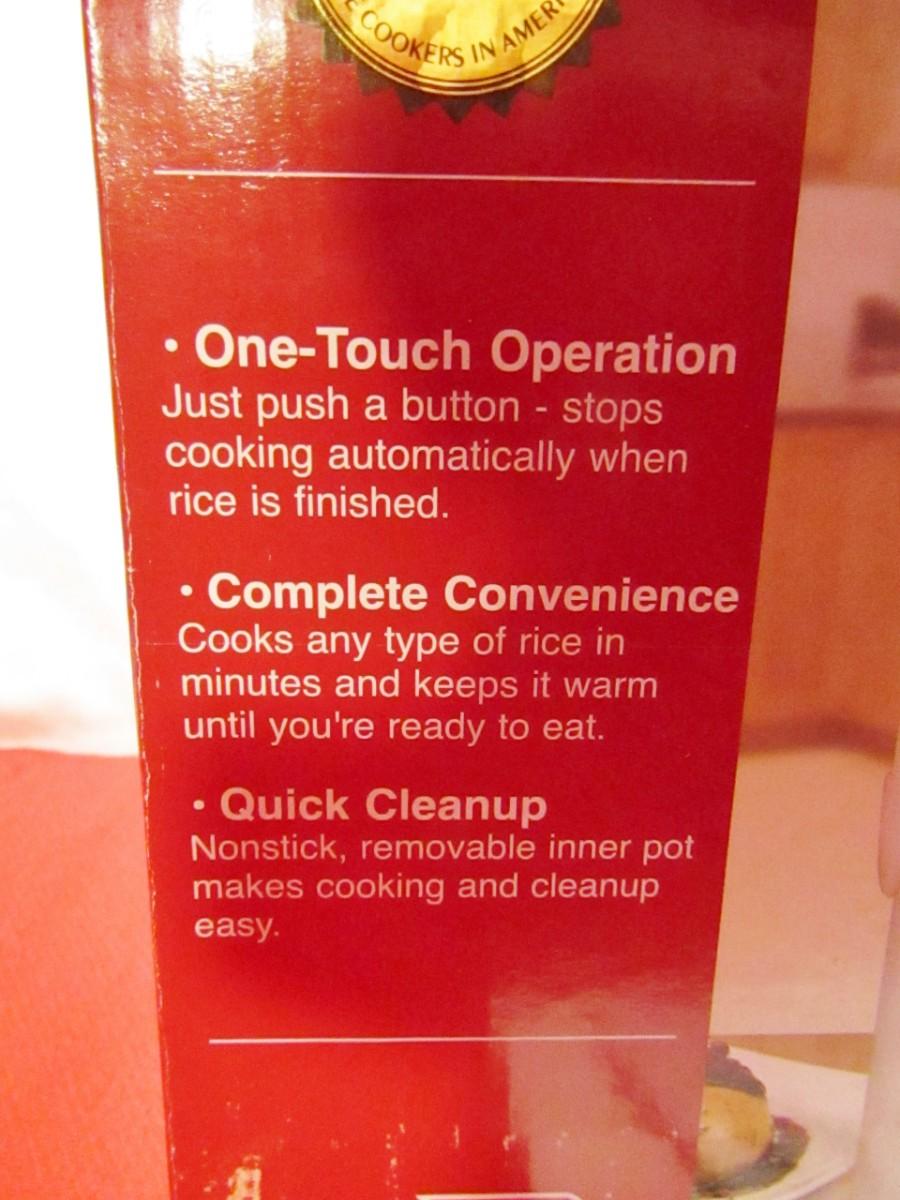 COOKERS IN
• One-Touch Operation
Just push a button - stops
cooking automatically when
rice is finished.
• Complete Convenience
Cooks any type of rice in
minutes and keeps it warm
until you're ready to eat.
• Quick Cleanup
Nonstick, removable inner pot
makes cooking and cleanup
easy.